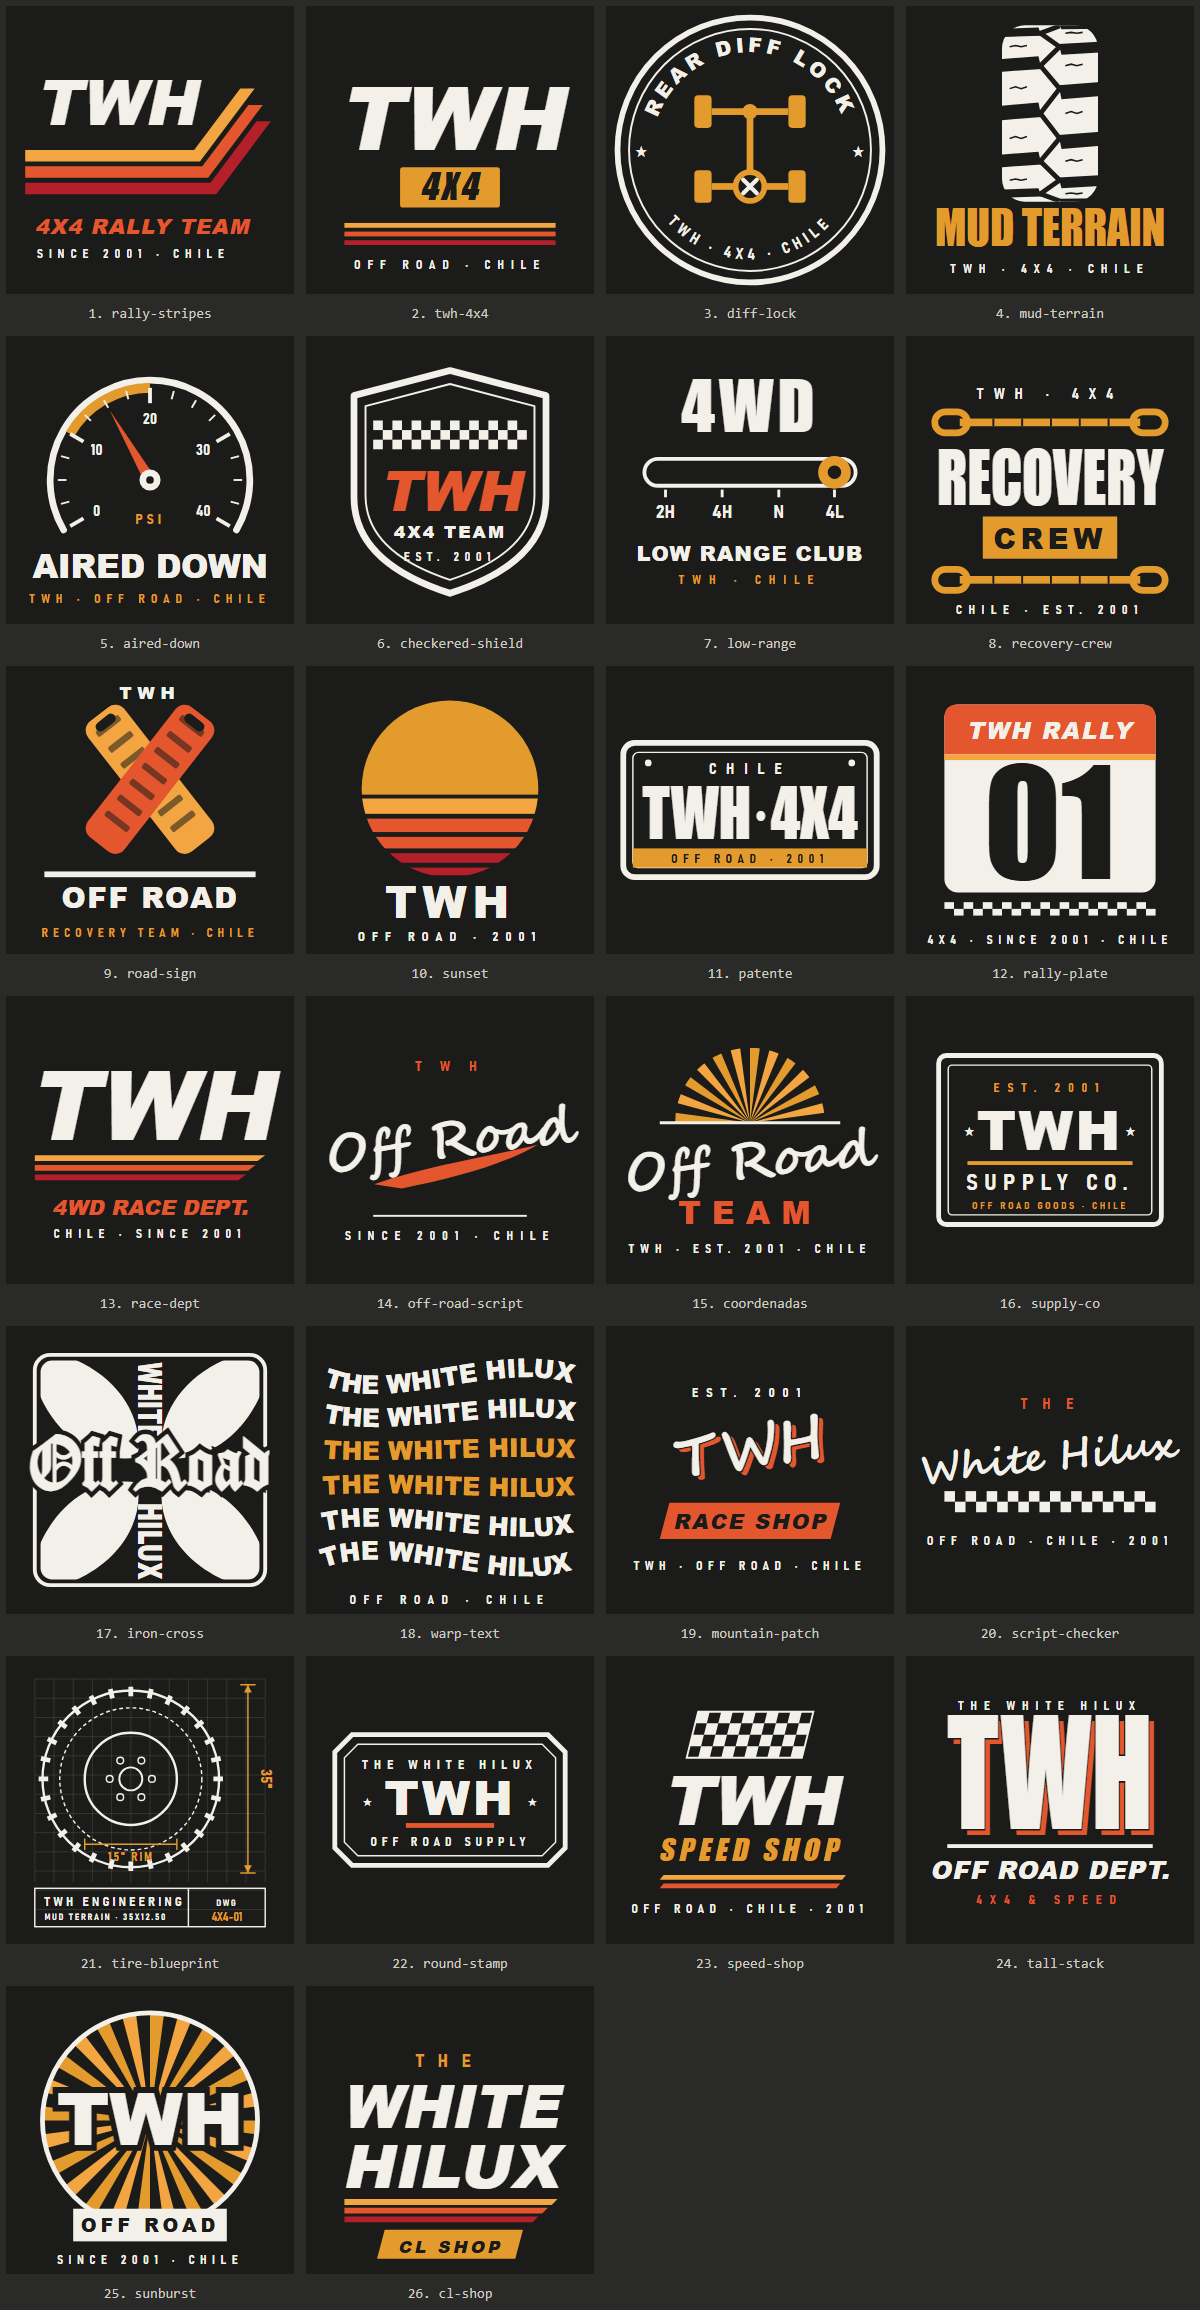 TWH
4X4 RALLY TEAM
SINCE 2001 · CHILE
1. rally-stripes
TWH
4X4
OFF ROAD · CHILE
2. twh-4x4
REAR DIFF LOCK
TWH · 4X4 · CHILE
3. diff-lock
MUD TERRAIN
TWH · 4X4 · CHILE
4. mud-terrain
20
10
30
0
40
PSI
AIRED DOWN
TWH · OFF ROAD · CHILE
5. aired-down
TWH
4X4 TEAM
EST. 2001
6. checkered-shield
4WD
2H 4H N 4L
LOW RANGE CLUB
TWH · CHILE
7. low-range
TWH · 4X4
RECOVERY
CREW
CHILE · EST. 2001
8. recovery-crew
TWH
OFF ROAD
RECOVERY TEAM · CHILE
9. road-sign
TWH
OFF ROAD · 2001
10. sunset
CHILE
TWH·4X4
OFF ROAD · 2001
11. patente
TWH RALLY
01
4X4 · SINCE 2001 · CHILE
12. rally-plate
TWH
4WD RACE DEPT.
CHILE · SINCE 2001
13. race-dept
TWH
Off Road
SINCE 2001 · CHILE
14. off-road-script
Off Road
TEAM
TWH · EST. 2001 · CHILE
15. coordenadas
EST. 2001
TWH
SUPPLY CO.
OFF ROAD GOODS · CHILE
16. supply-co
WHITE
Off-Road
HILUX
17. iron-cross
THE WHITE HILUX
THE WHITE HILUX
THE WHITE HILUX
THE WHITE HILUX
THE WHITE HILUX
THE WHITE HILUX
OFF ROAD · CHILE
18. warp-text
EST. 2001
TWH
RACE SHOP
TWH · OFF ROAD · CHILE
19. mountain-patch
THE
White Hilux
OFF ROAD · CHILE · 2001
20. script-checker
35"
15" RIM
TWH ENGINEERING
MUD TERRAIN · 35X12.50
DWG
4X4-01
21. tire-blueprint
THE WHITE HILUX
TWH
OFF ROAD SUPPLY
22. round-stamp
TWH
SPEED SHOP
OFF ROAD · CHILE · 2001
23. speed-shop
THE WHITE HILUX
TWH
OFF ROAD DEPT.
4X4 & SPEED
24. tall-stack
TWH
OFF ROAD
SINCE 2001 · CHILE
25. sunburst
THE
WHITE
HILUX
CL SHOP
26. cl-shop